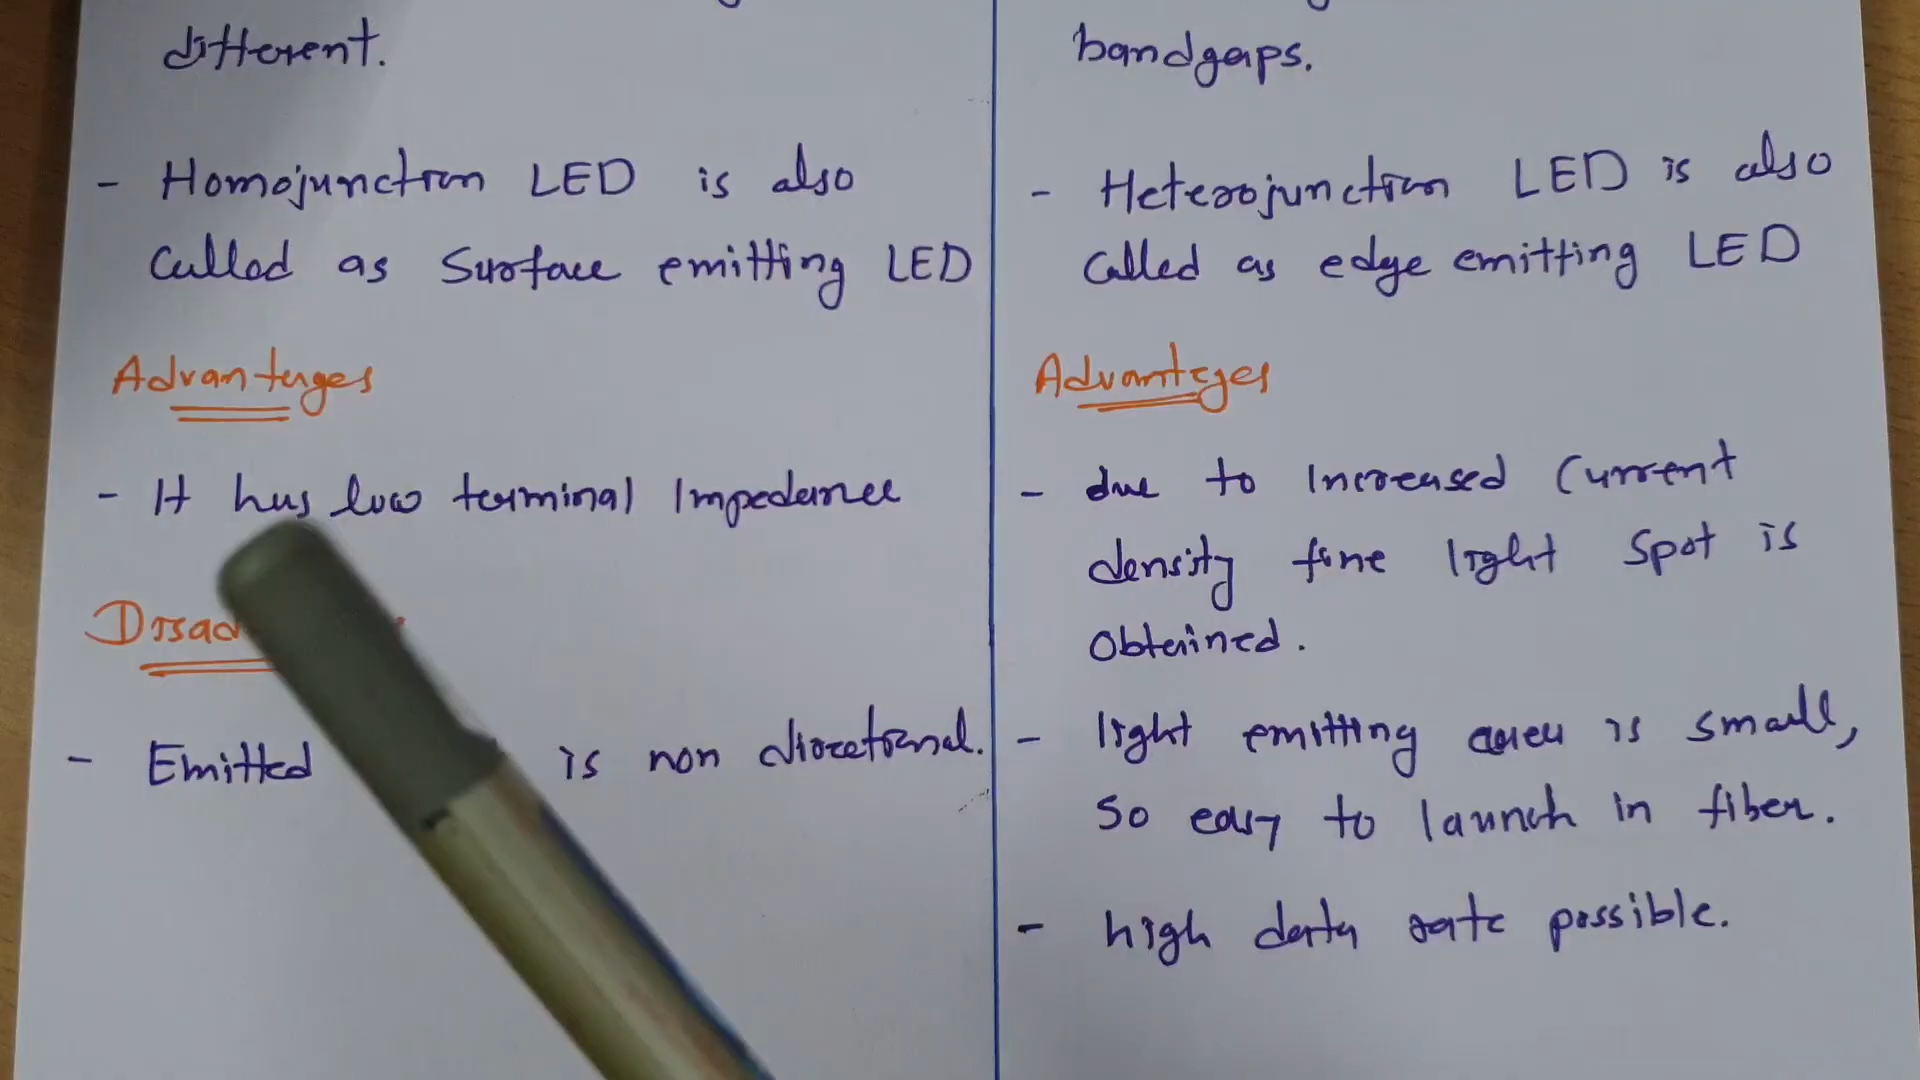 different.
- Homojunction LED is also
called as Surface emitting LED
Advantages
- It has low terminal Impedance
- Emitted is non directional.
bandgaps.
- Heterojunction LED is also
Called as edge emitting LED
Advantages
- due to Increased Current
density fine light Spot is
Obtained.
- light emitting area is small,
So easy to launch in fiber.
- high data rate possible.